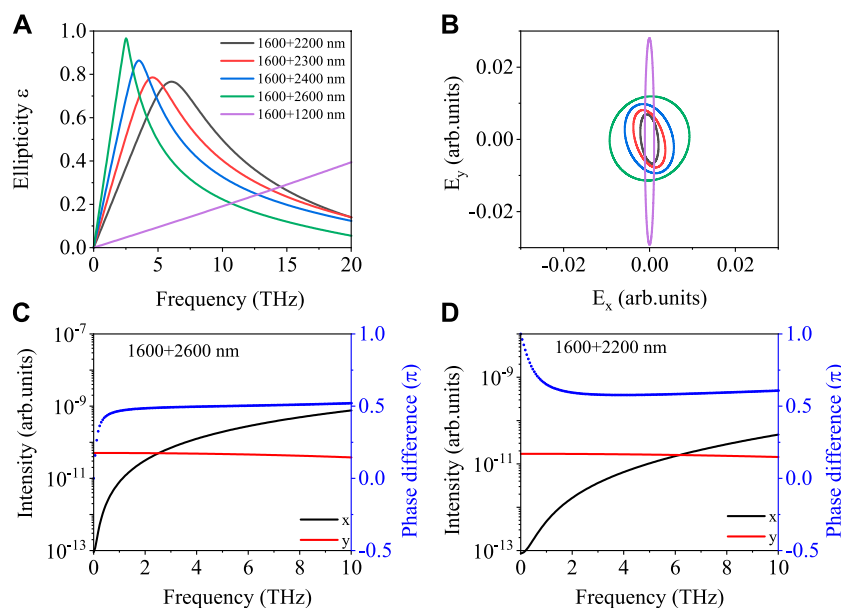 A
Ellipticity ε
1.0
0.8
0.6
0.4
0.2
0.0
0
5
10
15
20
Frequency (THz)
1600+2200 nm
1600+2300 nm
1600+2400 nm
1600+2600 nm
1600+1200 nm
B
E_y (arb.units)
0.02
0.00
-0.02
-0.02
0.00
0.02
E_x (arb.units)
C
Intensity (arb.units)
10^-7
10^-9
10^-11
10^-13
1600+2600 nm
x
y
0
2
4
6
8
10
Frequency (THz)
1.0
0.5
0.0
-0.5
Phase difference (π)
D
Intensity (arb.units)
10^-9
10^-11
10^-13
1600+2200 nm
x
y
0
2
4
6
8
10
Frequency (THz)
1.0
0.5
0.0
-0.5
Phase difference (π)